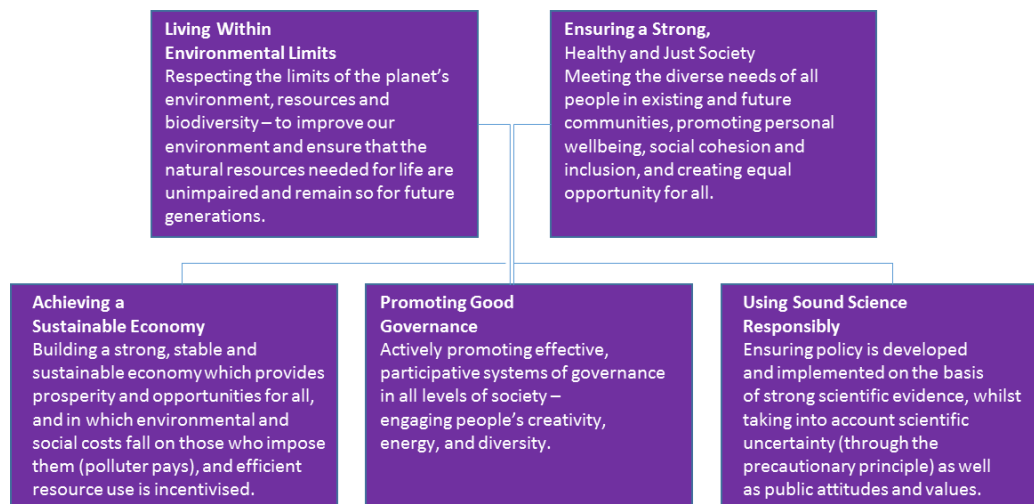 Living Within
Environmental Limits
Respecting the limits of the planet's
environment, resources and
biodiversity – to improve our
environment and ensure that the
natural resources needed for life are
unimpaired and remain so for future
generations.
Ensuring a Strong,
Healthy and Just Society
Meeting the diverse needs of all
people in existing and future
communities, promoting personal
wellbeing, social cohesion and
inclusion, and creating equal
opportunity for all.
Achieving a
Sustainable Economy
Building a strong, stable and
sustainable economy which provides
prosperity and opportunities for all,
and in which environmental and
social costs fall on those who impose
them (polluter pays), and efficient
resource use is incentivised.
Promoting Good
Governance
Actively promoting effective,
participative systems of governance
in all levels of society –
engaging people's creativity,
energy, and diversity.
Using Sound Science
Responsibly
Ensuring policy is developed
and implemented on the basis
of strong scientific evidence, whilst
taking into account scientific
uncertainty (through the
precautionary principle) as well
as public attitudes and values.